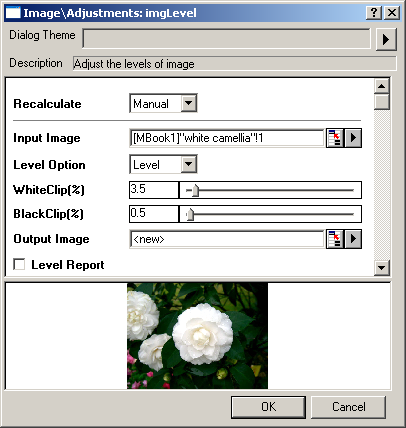 Image\Adjustments: imgLevel
Dialog Theme
Description Adjust the levels of image
Recalculate Manual
Input Image [MBook1]"white camellia"!1
Level Option Level
WhiteClip(%) 3.5
BlackClip(%) 0.5
Output Image <new>
Level Report
OK Cancel